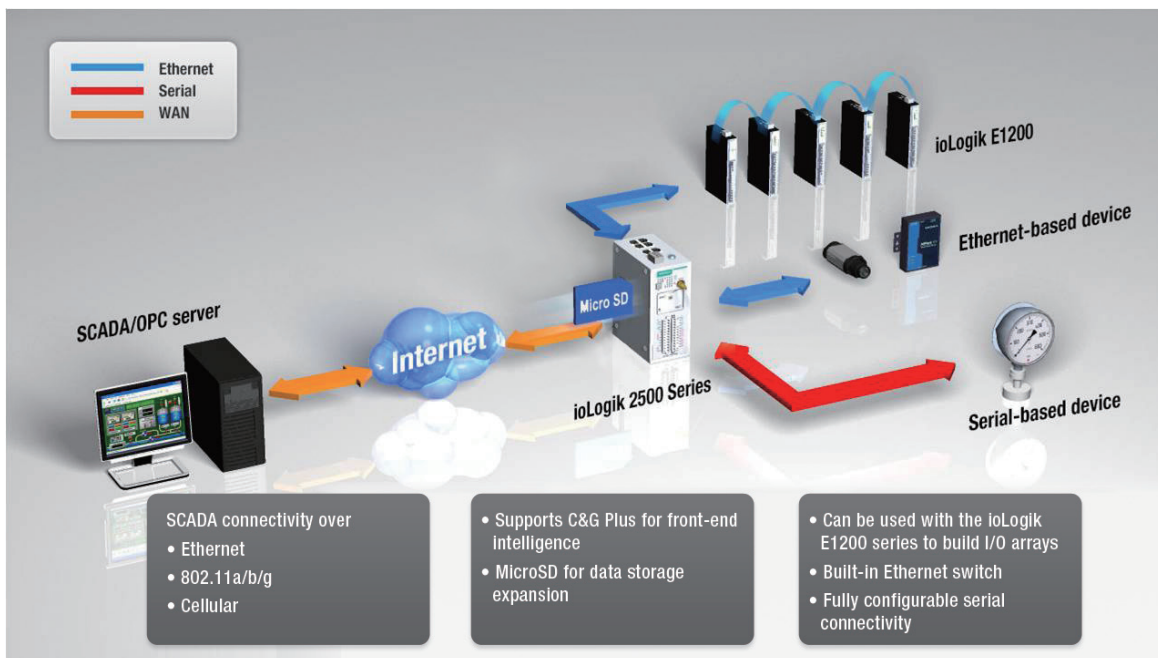 Ethernet
Serial
WAN
ioLogik E1200
Ethernet-based device
Micro SD
SCADA/OPC server
Internet
ioLogik 2500 Series
Serial-based device
SCADA connectivity over
• Ethernet
• 802.11a/b/g
• Cellular
• Supports C&G Plus for front-end
intelligence
• MicroSD for data storage
expansion
• Can be used with the ioLogik
E1200 series to build I/O arrays
• Built-in Ethernet switch
• Fully configurable serial
connectivity